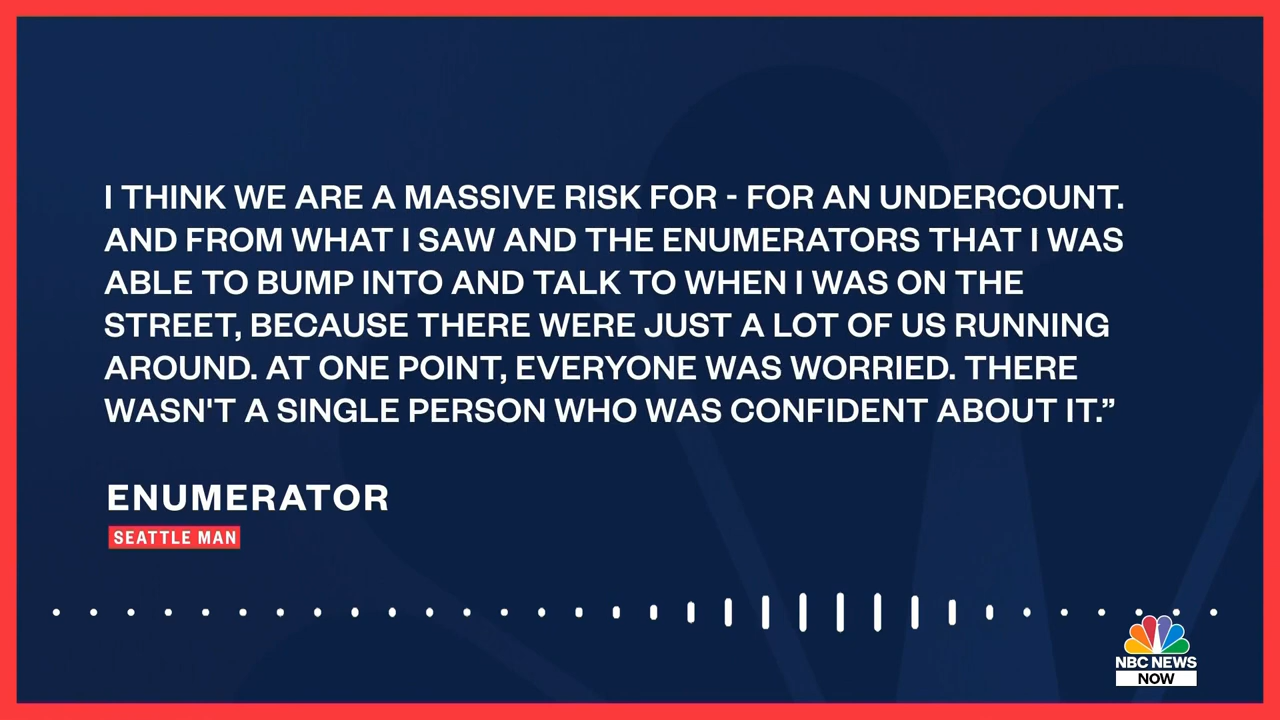 I THINK WE ARE A MASSIVE RISK FOR - FOR AN UNDERCOUNT.
AND FROM WHAT I SAW AND THE ENUMERATORS THAT I WAS
ABLE TO BUMP INTO AND TALK TO WHEN I WAS ON THE
STREET, BECAUSE THERE WERE JUST A LOT OF US RUNNING
AROUND. AT ONE POINT, EVERYONE WAS WORRIED. THERE
WASN'T A SINGLE PERSON WHO WAS CONFIDENT ABOUT IT.”
ENUMERATOR
SEATTLE MAN
NBC NEWS
NOW